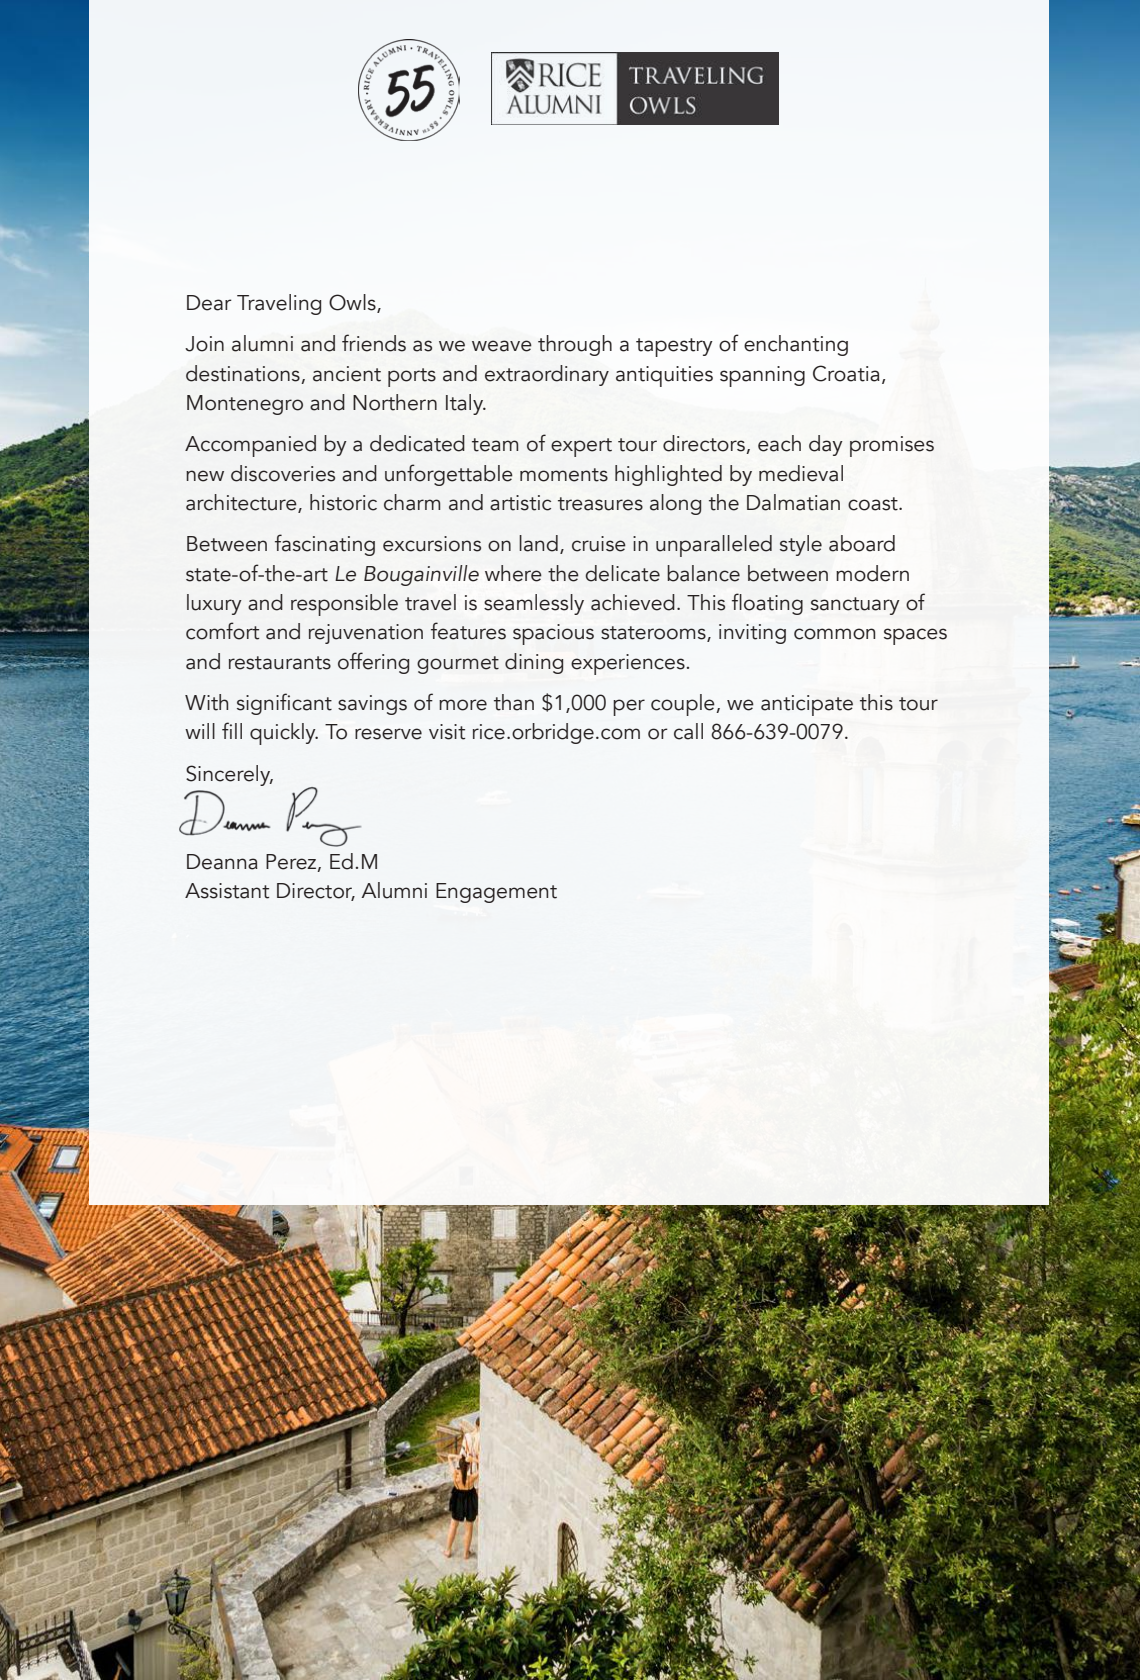 RICE ALUMNI • TRAVELING OWLS • 55TH ANNIVERSARY •
55
RICE
ALUMNI
TRAVELING
OWLS
Dear Traveling Owls,
Join alumni and friends as we weave through a tapestry of enchanting
destinations, ancient ports and extraordinary antiquities spanning Croatia,
Montenegro and Northern Italy.
Accompanied by a dedicated team of expert tour directors, each day promises
new discoveries and unforgettable moments highlighted by medieval
architecture, historic charm and artistic treasures along the Dalmatian coast.
Between fascinating excursions on land, cruise in unparalleled style aboard
state-of-the-art Le Bougainville where the delicate balance between modern
luxury and responsible travel is seamlessly achieved. This floating sanctuary of
comfort and rejuvenation features spacious staterooms, inviting common spaces
and restaurants offering gourmet dining experiences.
With significant savings of more than $1,000 per couple, we anticipate this tour
will fill quickly. To reserve visit rice.orbridge.com or call 866-639-0079.
Sincerely,
Deanna Perez
Deanna Perez, Ed.M
Assistant Director, Alumni Engagement